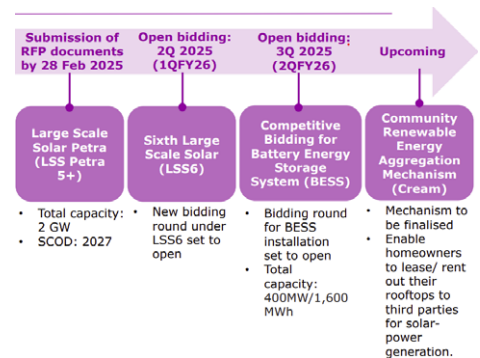 Submission of
RFP documents
by 28 Feb 2025
Open bidding:
2Q 2025
(1QFY26)
Open bidding:
3Q 2025
(2QFY26)
Upcoming
Large Scale
Solar Petra
(LSS Petra
5+)
Sixth Large
Scale Solar
(LSS6)
Competitive
Bidding for
Battery Energy
Storage
System (BESS)
Community
Renewable
Energy
Aggregation
Mechanism
(Cream)
• Total capacity:
2 GW
• SCOD: 2027
• New bidding
round under
LSS6 set to
open
• Bidding round
for BESS
installation
set to open
• Total
capacity:
400MW/1,600
MWh
• Mechanism to
be finalised
• Enable
homeowners
to lease/ rent
out their
rooftops to
third parties
for solar-
power
generation.